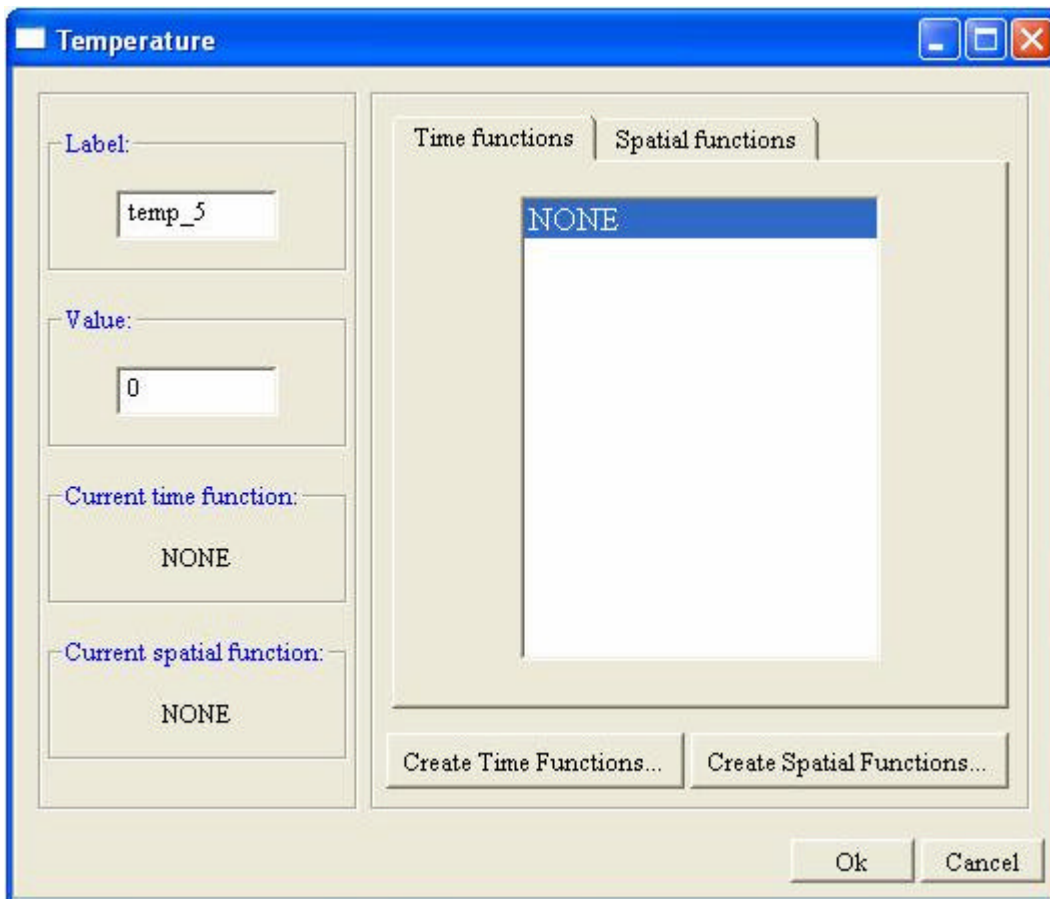 Temperature
Label:
temp_5
Value:
0
Current time function:
NONE
Current spatial function:
NONE
Time functions
Spatial functions
NONE
Create Time Functions...
Create Spatial Functions...
Ok
Cancel